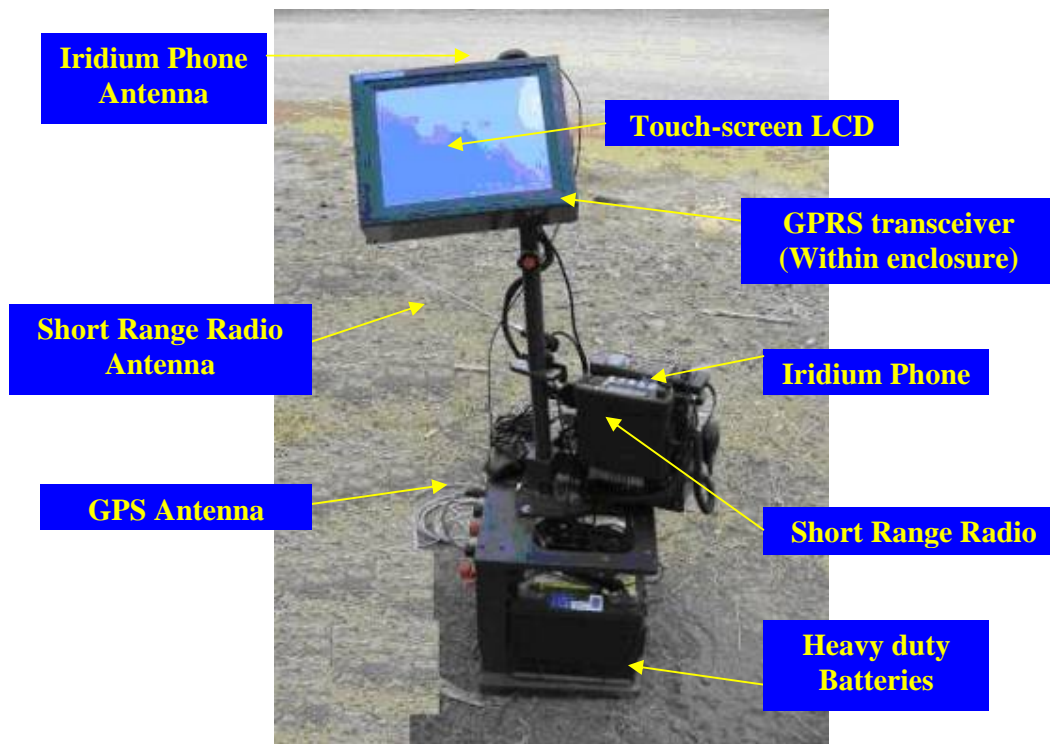 Iridium Phone
Antenna
Touch-screen LCD
GPRS transceiver
(Within enclosure)
Short Range Radio
Antenna
Iridium Phone
GPS Antenna
Short Range Radio
Heavy duty
Batteries